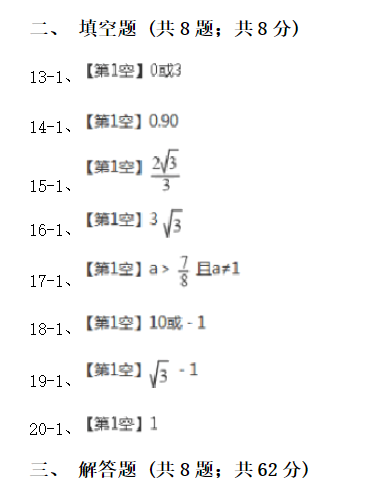 二、 填空题 (共8题；共8分)
13-1、【第1空】0或3
14-1、【第1空】0.90
15-1、【第1空】2√3/3
16-1、【第1空】3√3
17-1、【第1空】a﹥7/8且a≠1
18-1、【第1空】10或-1
19-1、【第1空】√3 -1
20-1、【第1空】1
三、 解答题 (共8题；共62分)